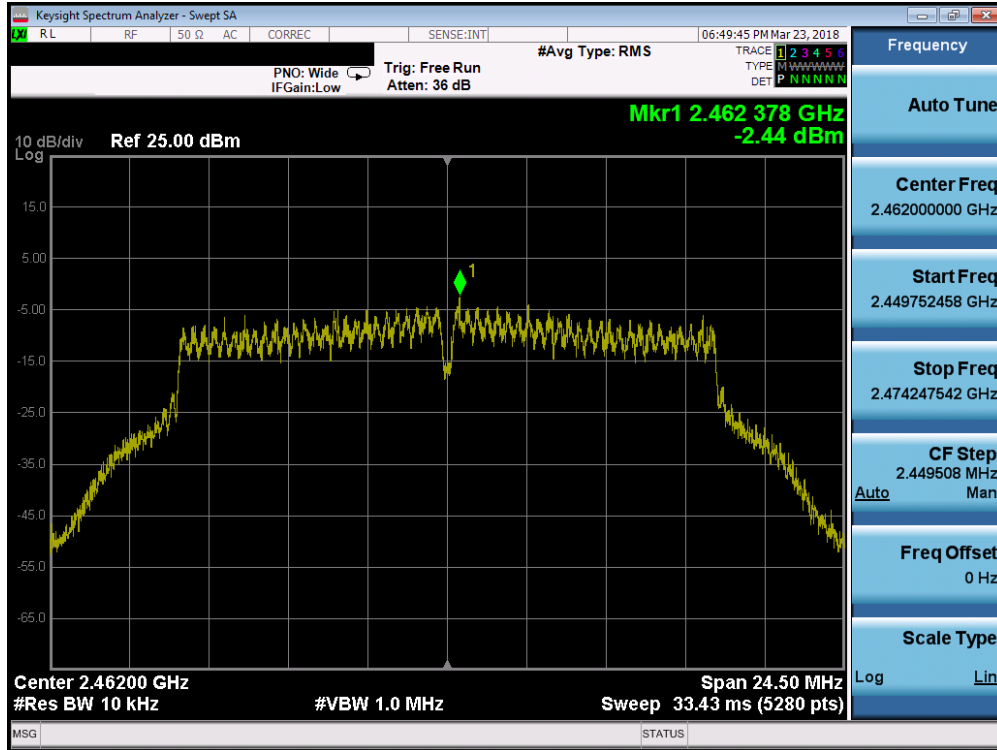 Keysight Spectrum Analyzer - Swept SA
LXI RL RF 50 Ω AC CORREC SENSE:INT 06:49:45 PM Mar 23, 2018
#Avg Type: RMS
TRACE 1 2 3 4 5 6
TYPE M WWWWW
DET P N N N N N
PNO: Wide
IFGain:Low
Trig: Free Run
Atten: 36 dB
Mkr1 2.462 378 GHz
-2.44 dBm
10 dB/div Ref 25.00 dBm
Log
15.0
5.00
-5.00
-15.0
-25.0
-35.0
-45.0
-55.0
-65.0
1
Center 2.46200 GHz
Span 24.50 MHz
#Res BW 10 kHz
#VBW 1.0 MHz
Sweep 33.43 ms (5280 pts)
MSG
STATUS
Frequency
Auto Tune
Center Freq
2.462000000 GHz
Start Freq
2.449752458 GHz
Stop Freq
2.474247542 GHz
CF Step
2.449508 MHz
Auto Man
Freq Offset
0 Hz
Scale Type
Log Lin